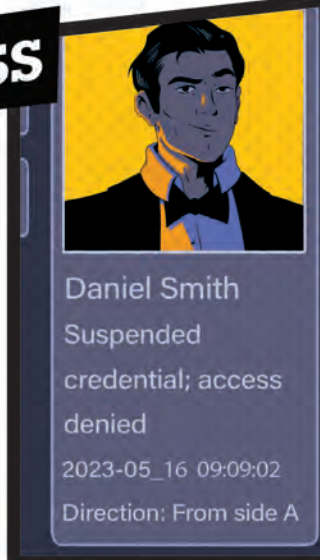 ss
Daniel Smith
Suspended
credential; access
denied
2023-05_16 09:09:02
Direction: From side A